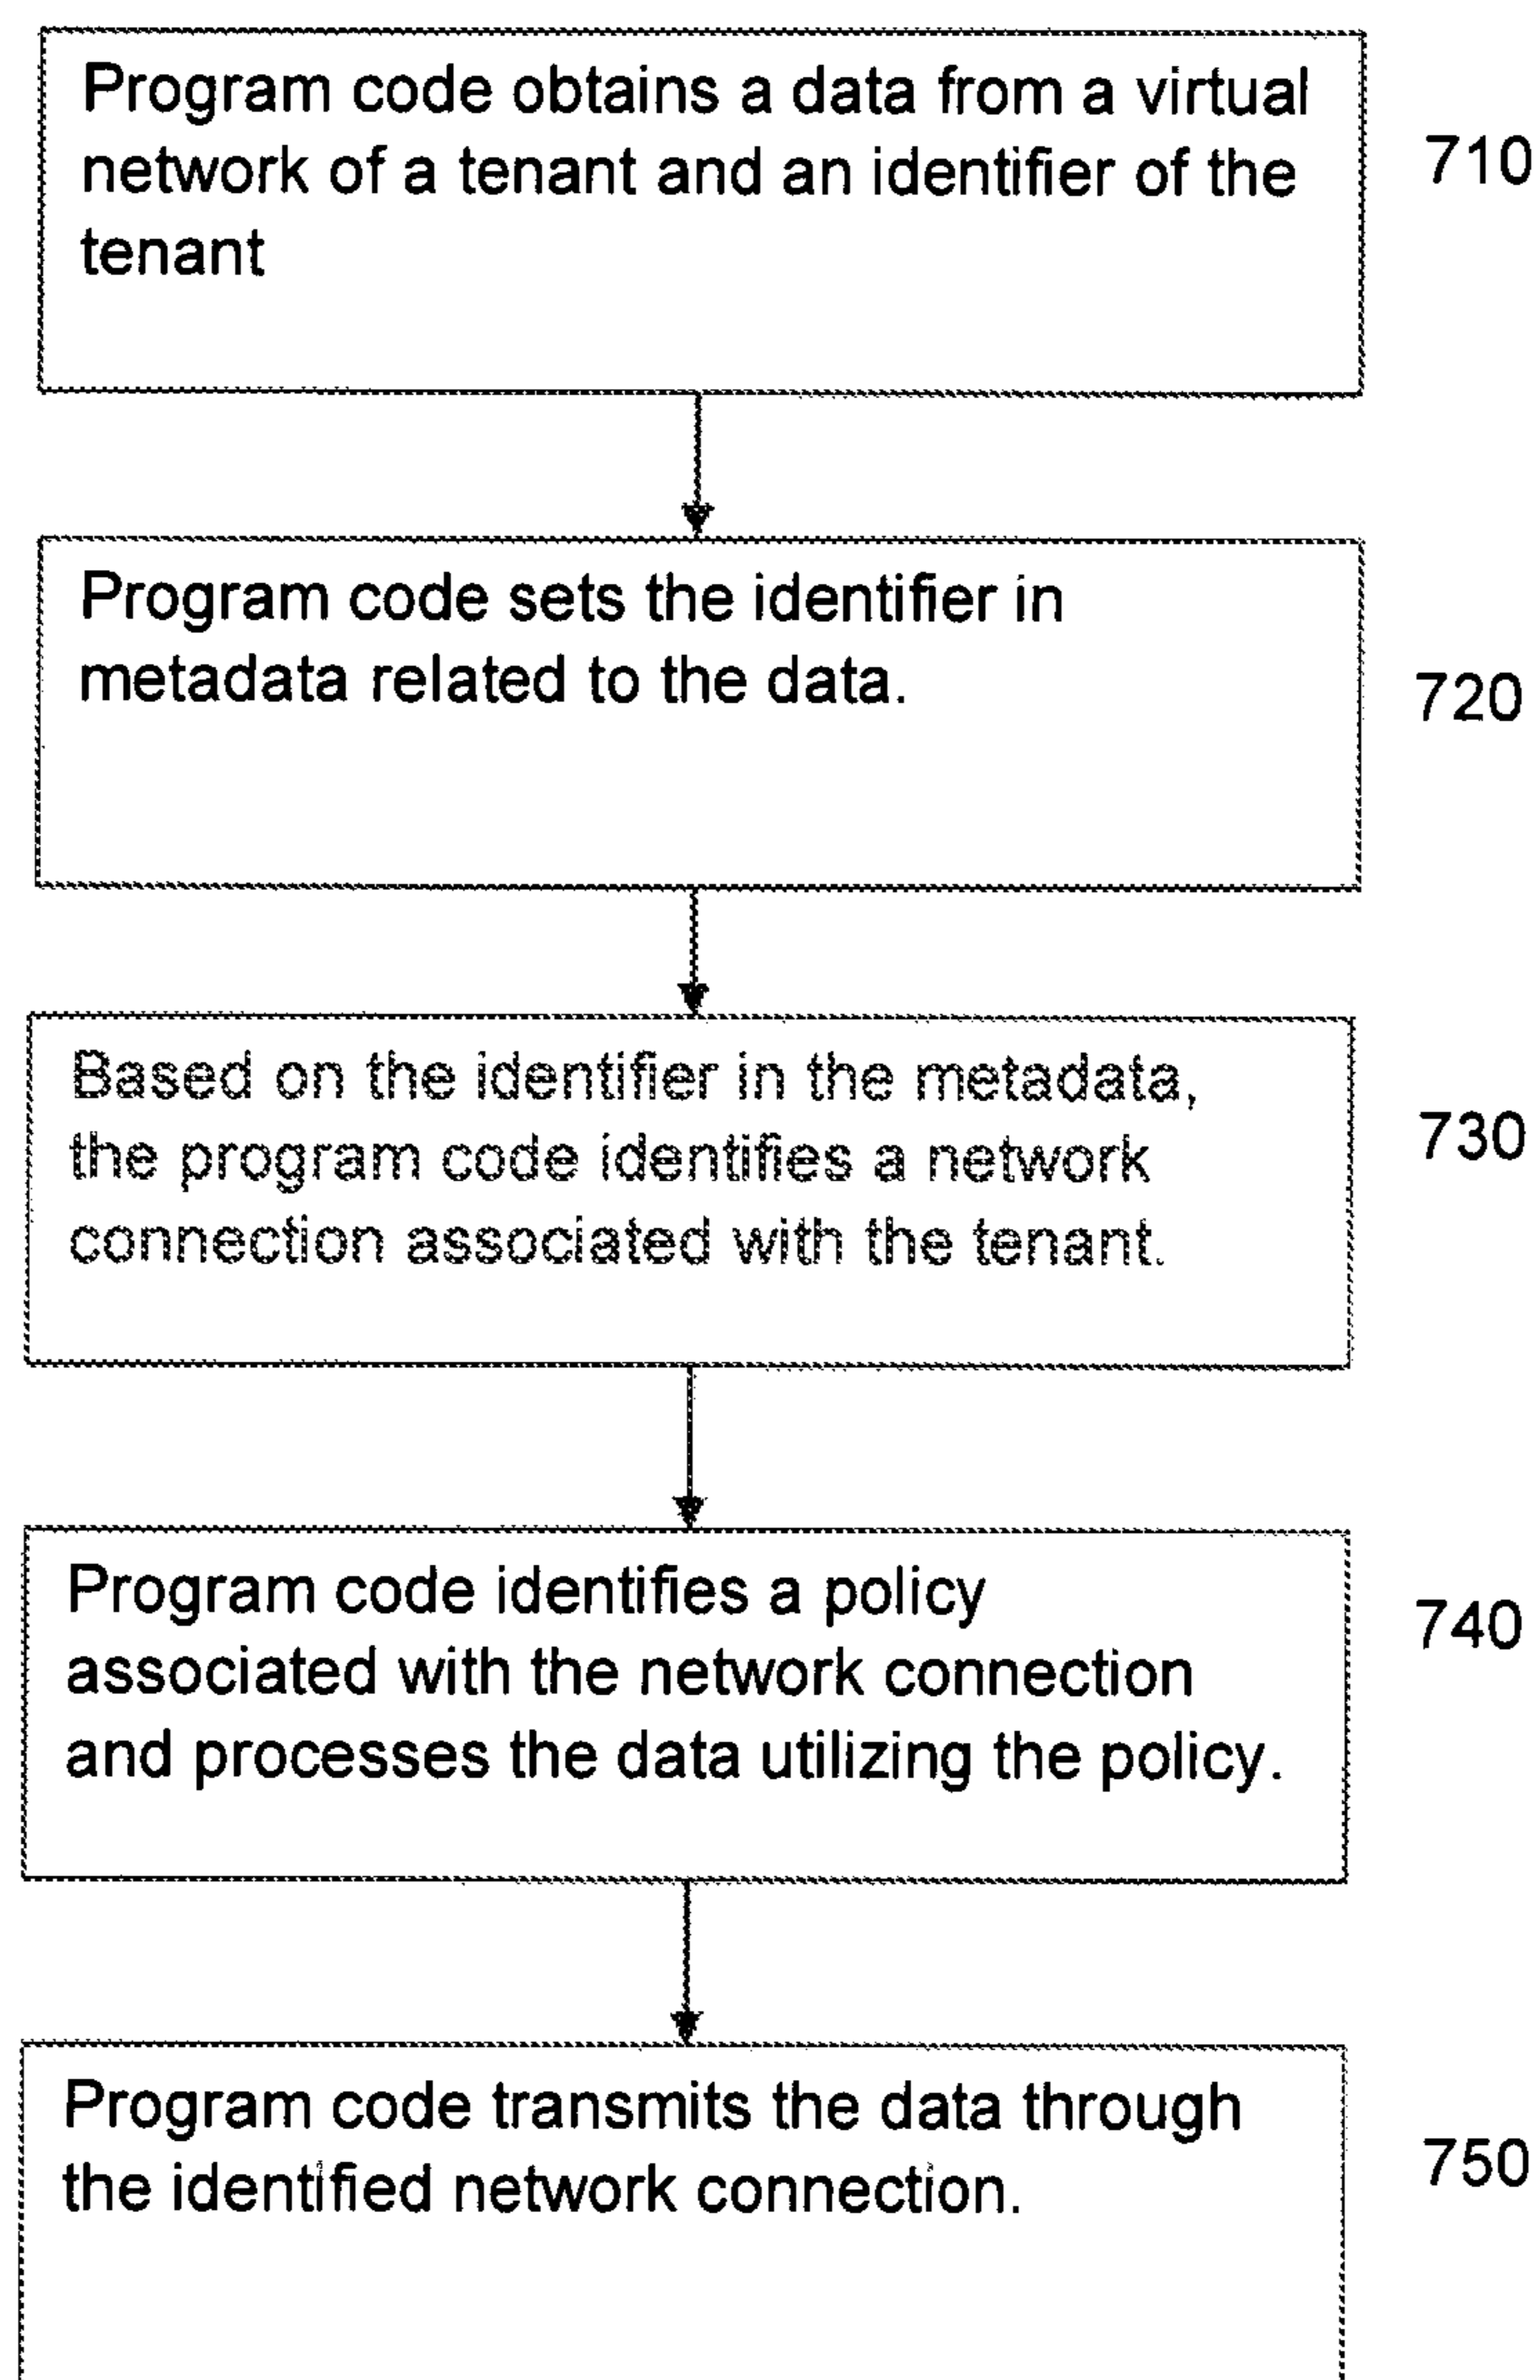 Program code obtains a data from a virtual
network of a tenant and an identifier of the
tenant
710
Program code sets the identifier in
metadata related to the data.
720
Based on the identifier in the metadata,
the program code identifies a network
connection associated with the tenant.
730
Program code identifies a policy
associated with the network connection
and processes the data utilizing the policy.
740
Program code transmits the data through
the identified network connection.
750